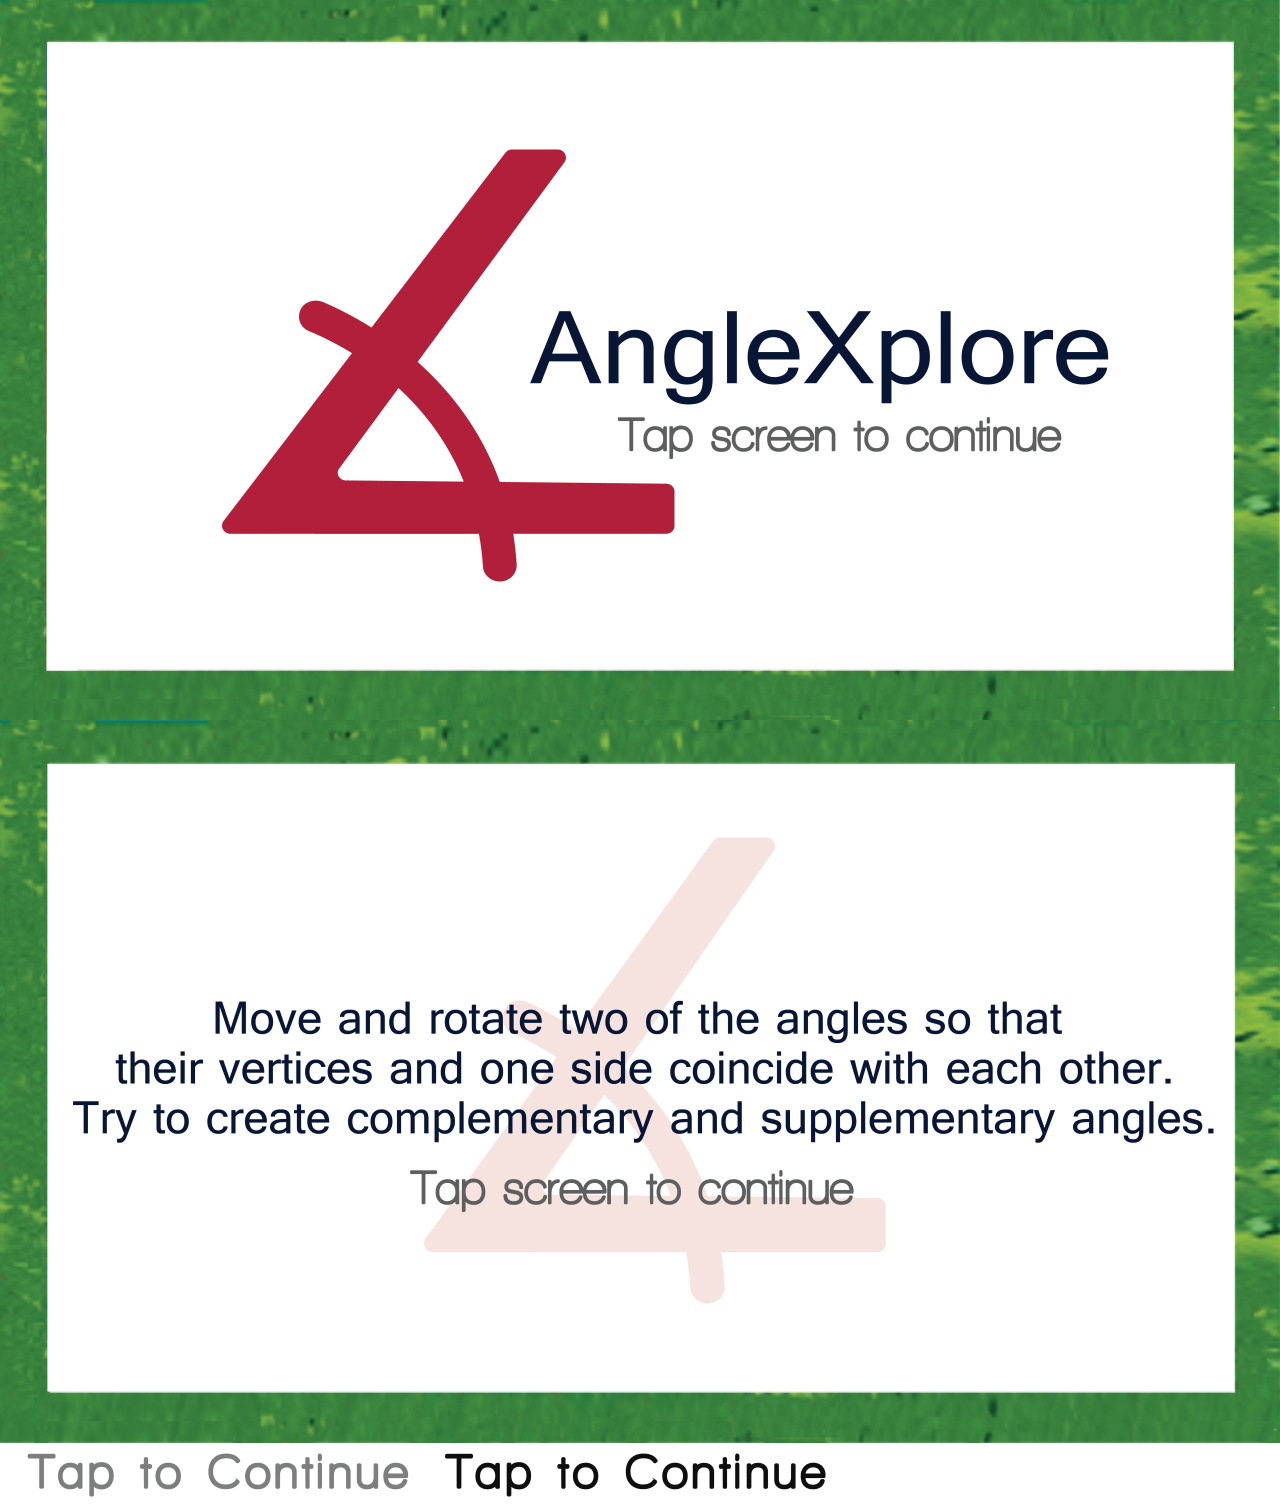 AngleXplore
Tap screen to continue
Move and rotate two of the angles so that
their vertices and one side coincide with each other.
Try to create complementary and supplementary angles.
Tap screen to continue
Tap to Continue Tap to Continue